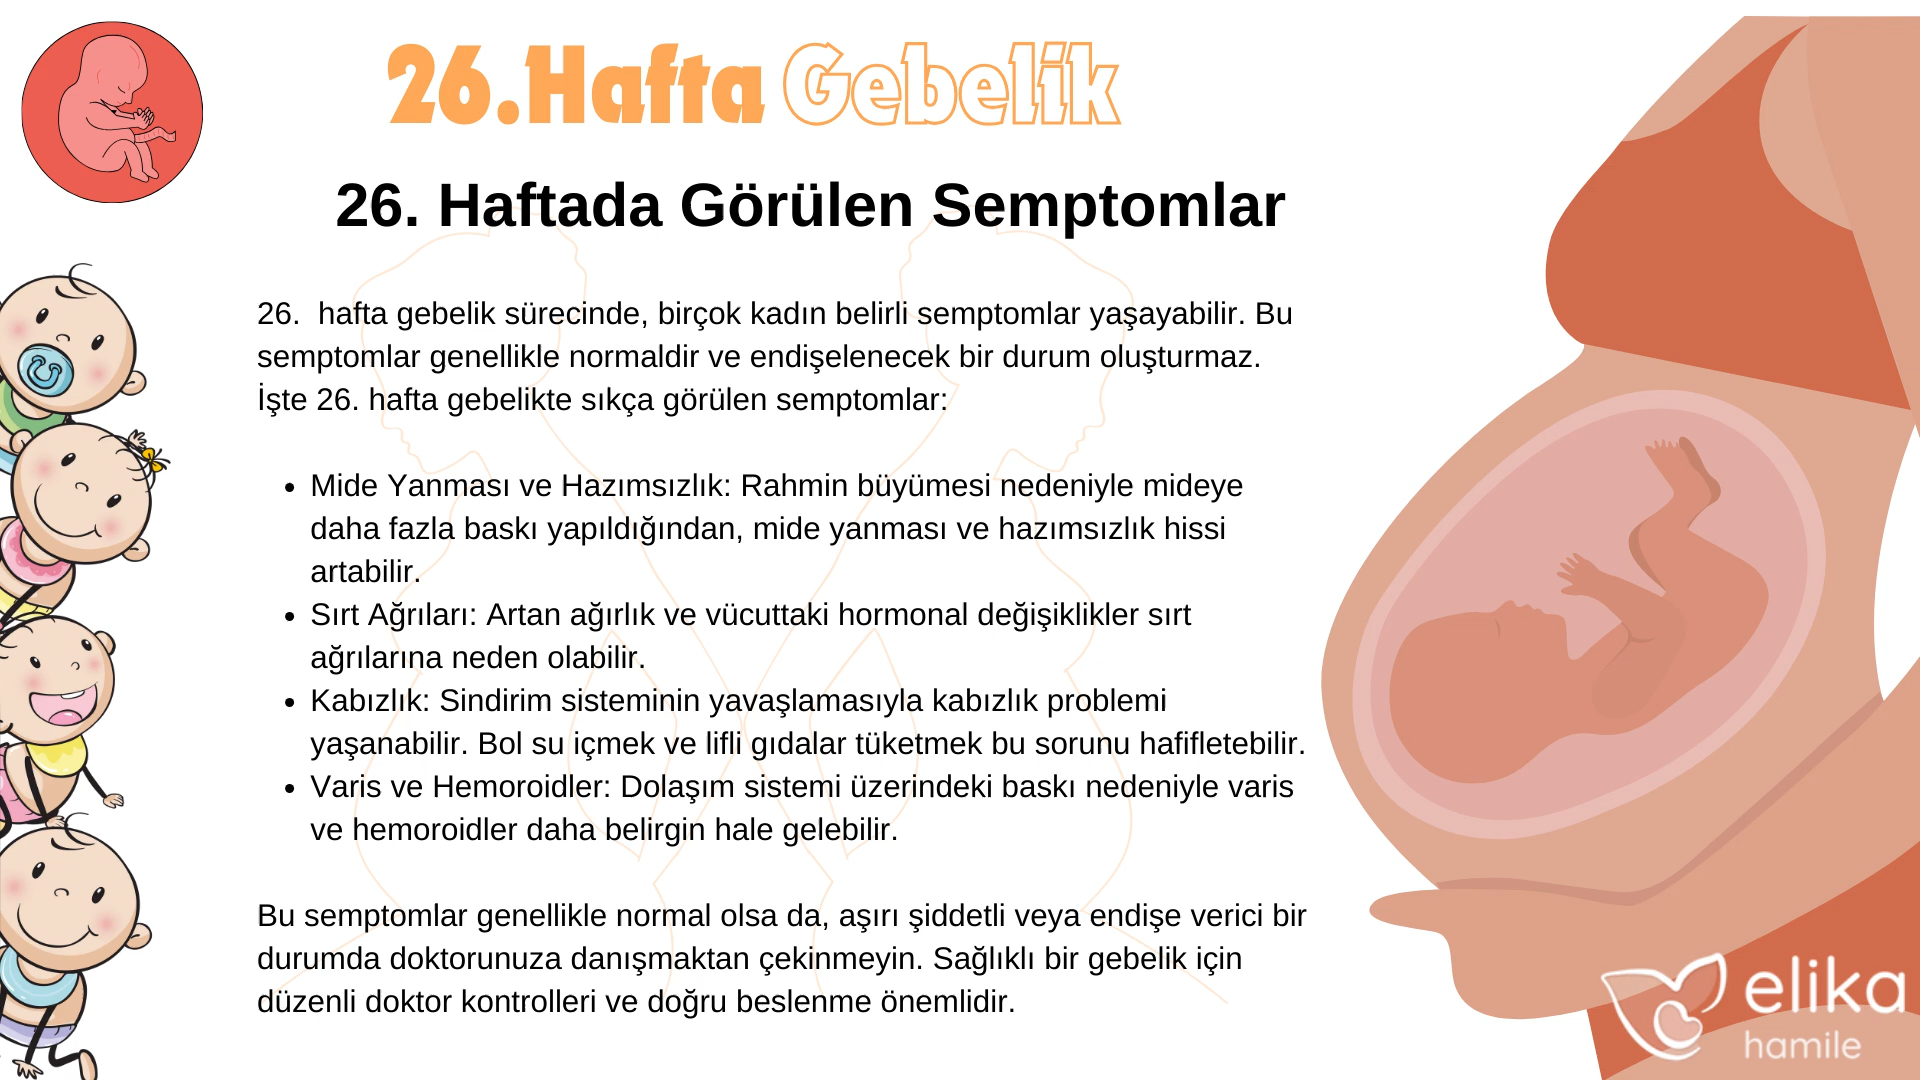 26.Hafta Gebelik
26. Haftada Görülen Semptomlar
26.  hafta gebelik sürecinde, birçok kadın belirli semptomlar yaşayabilir. Bu
semptomlar genellikle normaldir ve endişelenecek bir durum oluşturmaz.
İşte 26. hafta gebelikte sıkça görülen semptomlar:
• Mide Yanması ve Hazımsızlık: Rahmin büyümesi nedeniyle mideye
daha fazla baskı yapıldığından, mide yanması ve hazımsızlık hissi
artabilir.
• Sırt Ağrıları: Artan ağırlık ve vücuttaki hormonal değişiklikler sırt
ağrılarına neden olabilir.
• Kabızlık: Sindirim sisteminin yavaşlamasıyla kabızlık problemi
yaşanabilir. Bol su içmek ve lifli gıdalar tüketmek bu sorunu hafifletebilir.
• Varis ve Hemoroidler: Dolaşım sistemi üzerindeki baskı nedeniyle varis
ve hemoroidler daha belirgin hale gelebilir.
Bu semptomlar genellikle normal olsa da, aşırı şiddetli veya endişe verici bir
durumda doktorunuza danışmaktan çekinmeyin. Sağlıklı bir gebelik için
düzenli doktor kontrolleri ve doğru beslenme önemlidir.
elika
hamile